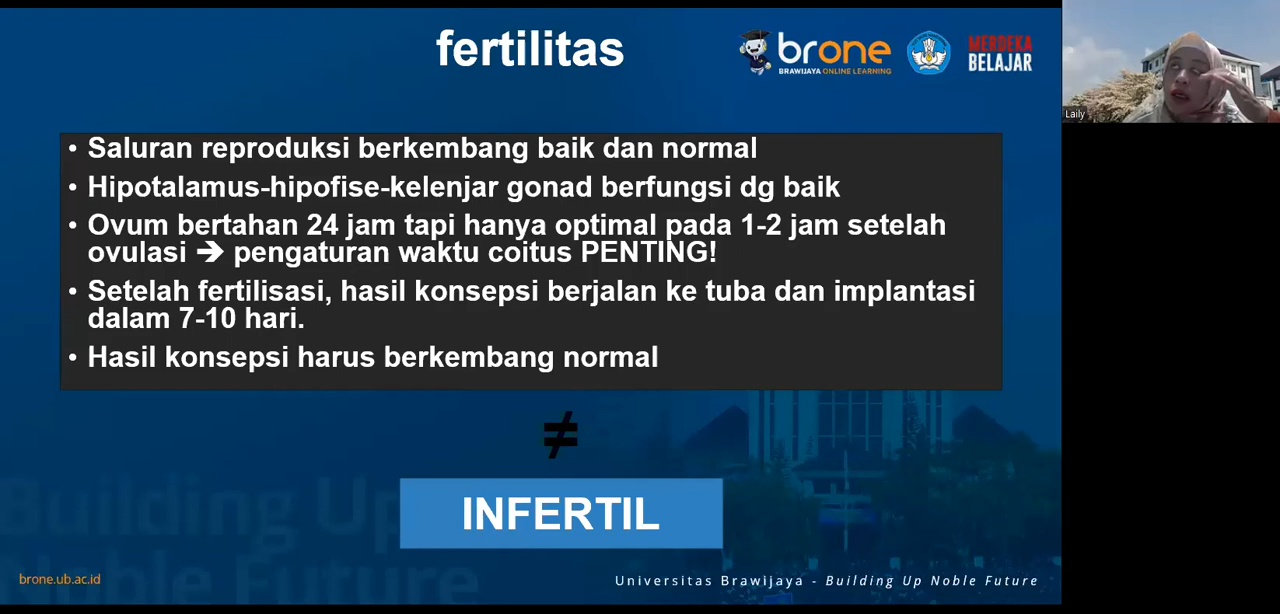 fertilitas
brone
BRAWIJAYA ONLINE LEARNING
MERDEKA
BELAJAR
Laily
• Saluran reproduksi berkembang baik dan normal
• Hipotalamus-hipofise-kelenjar gonad berfungsi dg baik
• Ovum bertahan 24 jam tapi hanya optimal pada 1-2 jam setelah
ovulasi ➔ pengaturan waktu coitus PENTING!
• Setelah fertilisasi, hasil konsepsi berjalan ke tuba dan implantasi
dalam 7-10 hari.
• Hasil konsepsi harus berkembang normal
≠
INFERTIL
Building Up
Noble Future
brone.ub.ac.id
Universitas Brawijaya - Building Up Noble Future